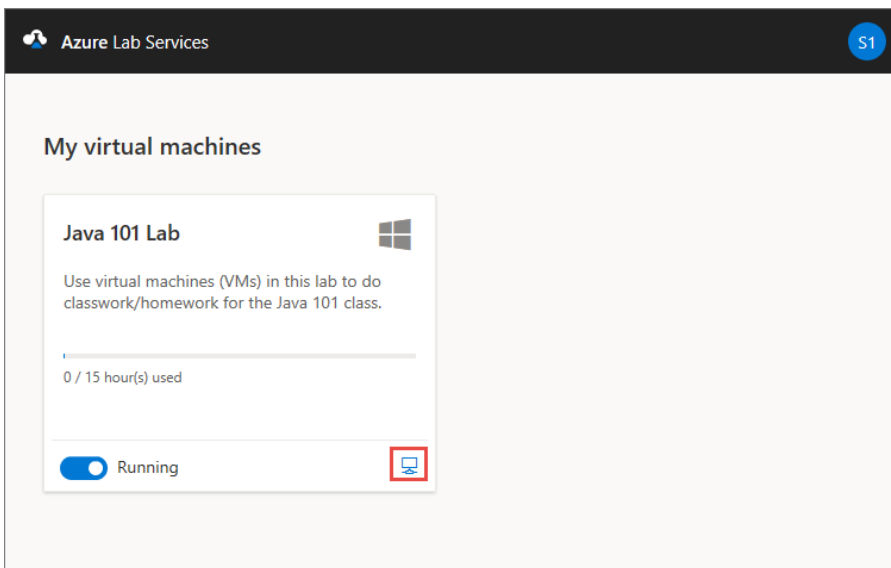 Azure Lab Services
S1
My virtual machines
Java 101 Lab
Use virtual machines (VMs) in this lab to do
classwork/homework for the Java 101 class.
0 / 15 hour(s) used
Running